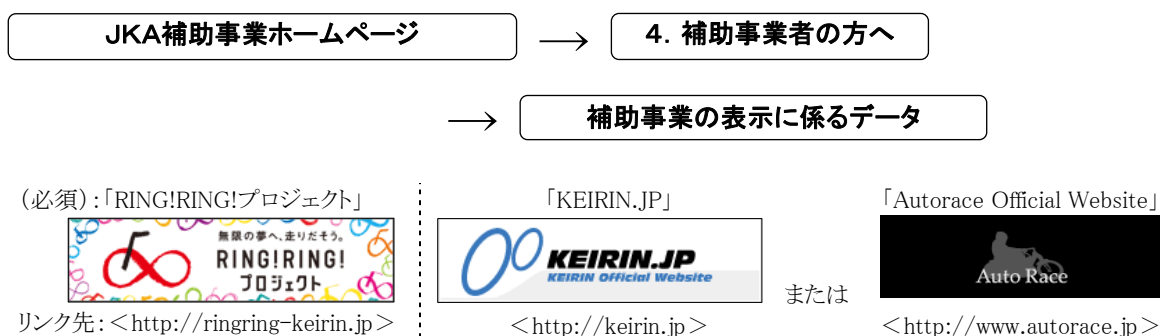 JKA補助事業ホームページ → 4．補助事業者の方へ
→ 補助事業の表示に係るデータ
（必須）：「RING!RING!プロジェクト」
無限の夢へ、走りだそう。
RING!RING!
プロジェクト
リンク先：＜http://ringring-keirin.jp＞
「KEIRIN.JP」
KEIRIN.JP
KEIRIN Official Website
＜http://keirin.jp＞
または
「Autorace Official Website」
Auto Race
＜http://www.autorace.jp＞